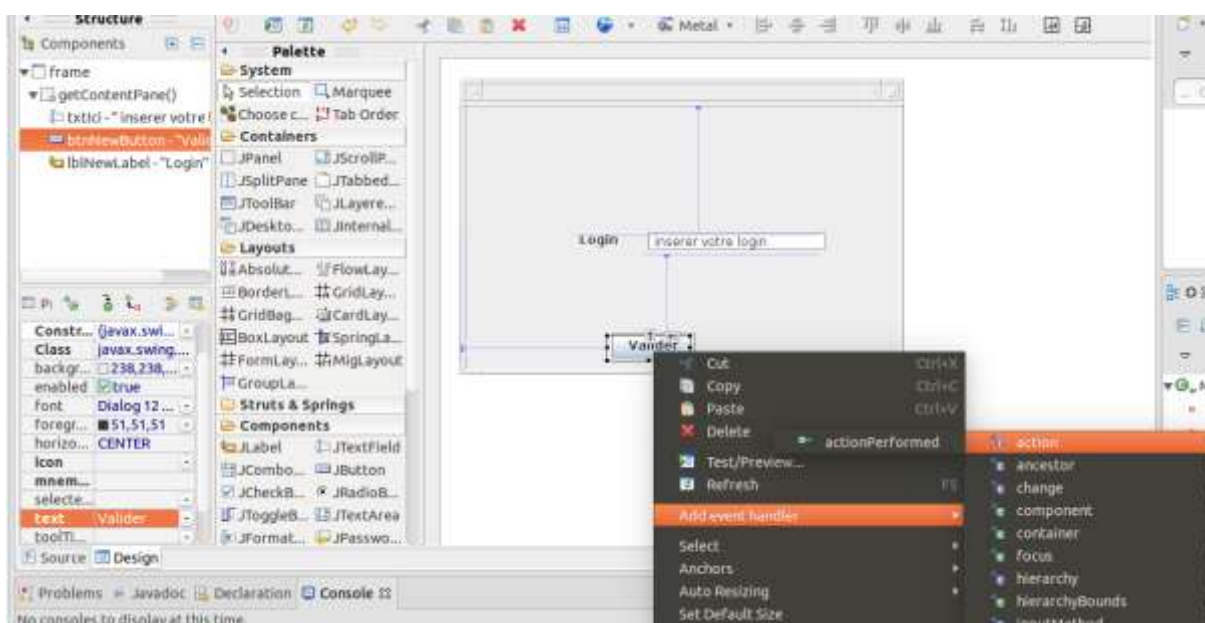 Structure
Components
frame
getContentPane()
txtIci - " inserer votre
btnNewButton - "Valid
lblNewLabel - "Login"
Constr... (javax.swi...
Class javax.swing....
backgr... 238,238,...
enabled true
font Dialog 12 ...
foregr... 51,51,51
horizo... CENTER
icon
mnem...
selecte...
text Valider
toolTi...
Source Design
Palette
System
Selection Marquee
Choose c... Tab Order
Containers
JPanel JScrollP...
JSplitPane JTabbed...
JToolBar JLayere...
JDeskto... JInternal...
Layouts
Absolut... FlowLay...
BorderL... GridLay...
GridBag... CardLay...
BoxLayout SpringLa...
FormLay... MigLayout
GroupLa...
Struts & Springs
Components
JLabel JTextField
JCombo... JButton
JCheckB... JRadioB...
JToggleB... JTextArea
JFormat... JPasswo...
Metal
Login inserer votre login
Valider
Cut Ctrl+X
Copy Ctrl+C
Paste Ctrl+V
Delete
Test/Preview...
Refresh F5
Add event handler
Select
Anchors
Auto Resizing
Set Default Size
actionPerformed
action
ancestor
change
component
container
focus
hierarchy
hierarchyBounds
inputMethod
Problems Javadoc Declaration Console
No consoles to display at this time.